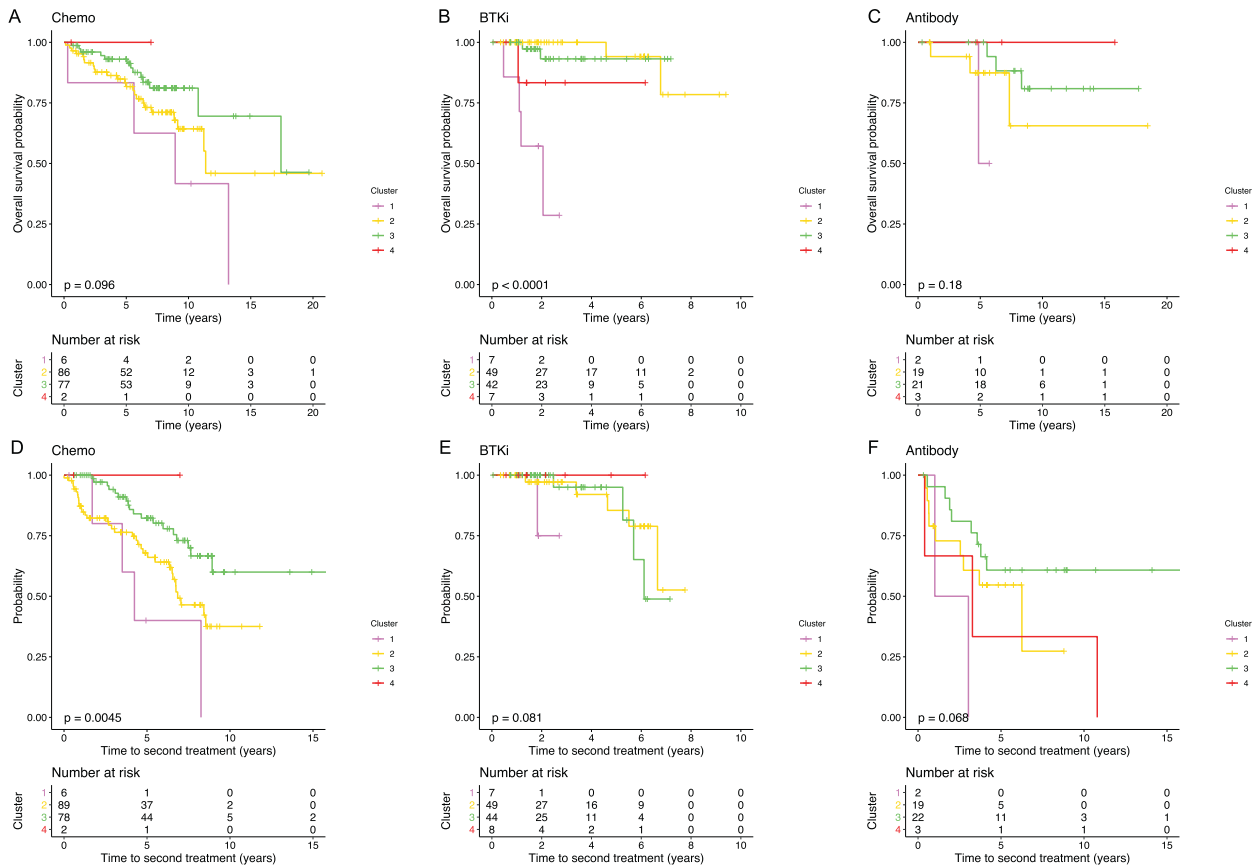 A
Chemo
Overall survival probability
1.00
0.75
0.50
0.25
0.00
p = 0.096
0 5 10 15 20
Time (years)
Cluster
1
2
3
4
Number at risk
Cluster
1 6 4 2 0 0
2 86 52 12 3 1
3 77 53 9 3 0
4 2 1 0 0 0
0 5 10 15 20
Time (years)
B
BTKi
Overall survival probability
1.00
0.75
0.50
0.25
0.00
p < 0.0001
0 2 4 6 8 10
Time (years)
Cluster
1
2
3
4
Number at risk
Cluster
1 7 2 0 0 0 0
2 49 27 17 11 2 0
3 42 23 9 5 0 0
4 7 3 1 1 0 0
0 2 4 6 8 10
Time (years)
C
Antibody
Overall survival probability
1.00
0.75
0.50
0.25
0.00
p = 0.18
0 5 10 15 20
Time (years)
Cluster
1
2
3
4
Number at risk
Cluster
1 2 1 0 0 0
2 19 10 1 1 0
3 21 18 6 1 0
4 3 2 1 1 0
0 5 10 15 20
Time (years)
D
Chemo
Probability
1.00
0.75
0.50
0.25
0.00
p = 0.0045
0 5 10 15
Time to second treatment (years)
Cluster
1
2
3
4
Number at risk
Cluster
1 6 1 0 0
2 89 37 2 0
3 78 44 5 2
4 2 1 0 0
0 5 10 15
Time to second treatment (years)
E
BTKi
Probability
1.00
0.75
0.50
0.25
0.00
p = 0.081
0 2 4 6 8 10
Time to second treatment (years)
Cluster
1
2
3
4
Number at risk
Cluster
1 7 1 0 0 0 0
2 49 27 16 9 0 0
3 44 25 11 4 0 0
4 8 4 2 1 0 0
0 2 4 6 8 10
Time to second treatment (years)
F
Antibody
Probability
1.00
0.75
0.50
0.25
0.00
p = 0.068
0 5 10 15
Time to second treatment (years)
Cluster
1
2
3
4
Number at risk
Cluster
1 2 0 0 0
2 19 5 0 0
3 22 11 3 1
4 3 1 1 0
0 5 10 15
Time to second treatment (years)